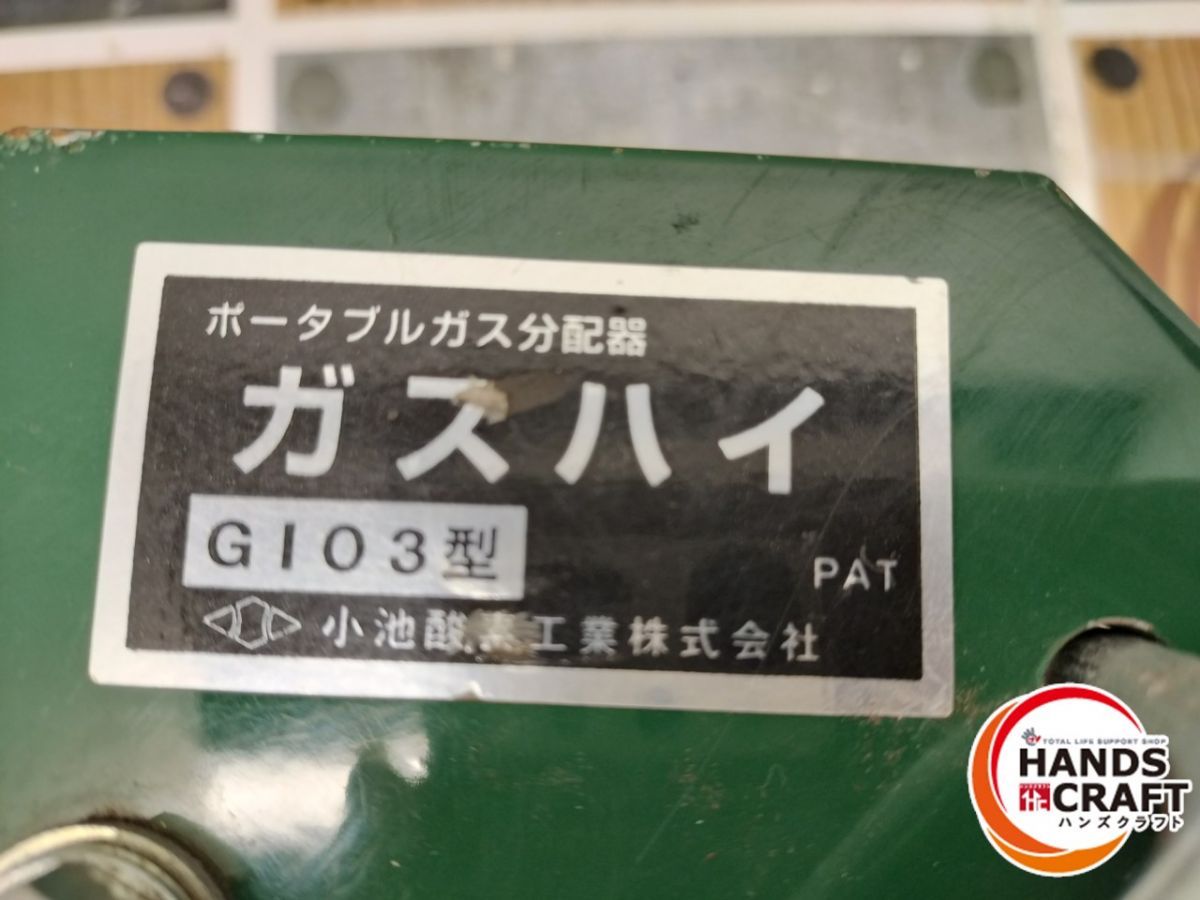 ポータブルガス分配器
ガスハイ
G103型
PAT
小池酸素工業株式会社
TOTAL LIFE SUPPORT SHOP
HANDS
CRAFT
ハンズクラフト